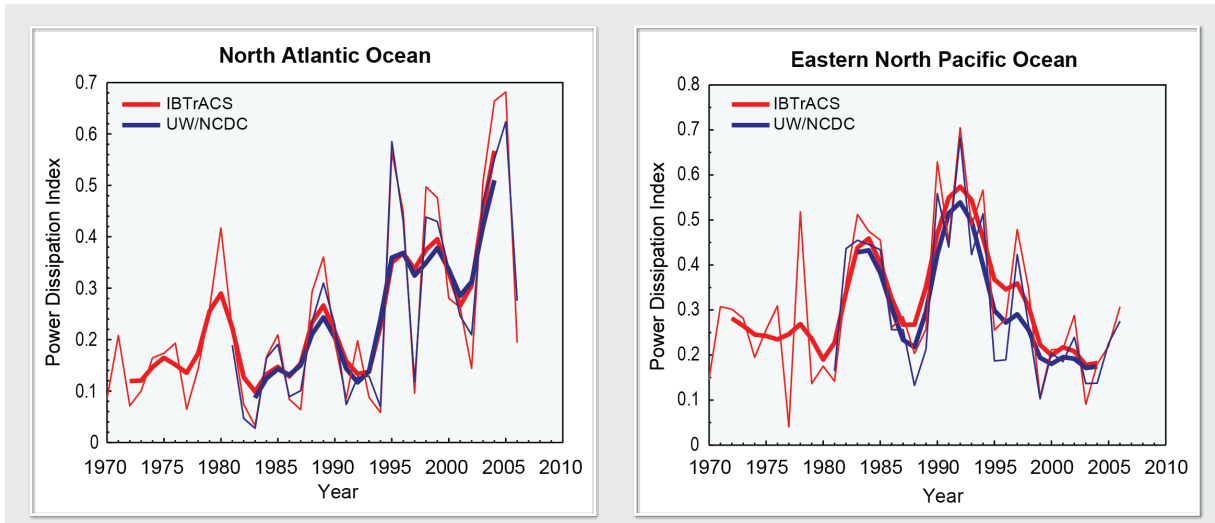 North Atlantic Ocean
IBTrACS
UW/NCDC
Power Dissipation Index
0.7
0.6
0.5
0.4
0.3
0.2
0.1
0
1970 1975 1980 1985 1990 1995 2000 2005 2010
Year
Eastern North Pacific Ocean
IBTrACS
UW/NCDC
Power Dissipation Index
0.8
0.7
0.6
0.5
0.4
0.3
0.2
0.1
0
1970 1975 1980 1985 1990 1995 2000 2005 2010
Year